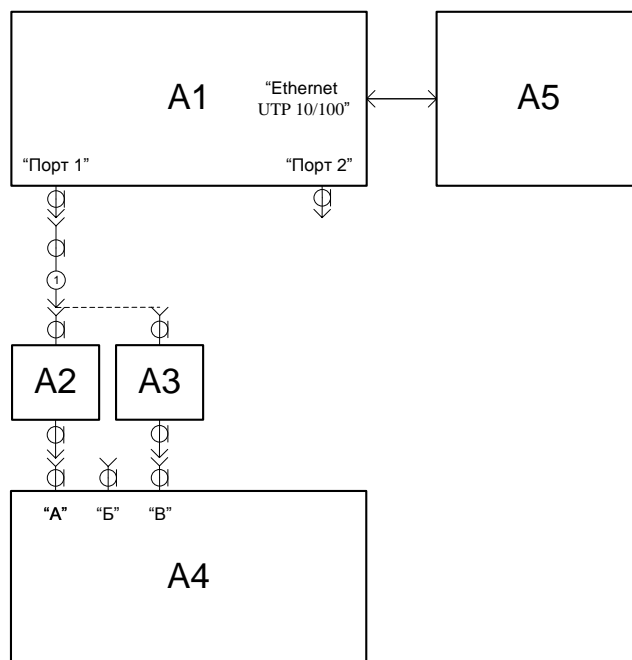 A1
“Ethernet
UTP 10/100”
A5
“Порт 1”
“Порт 2”
1
A2
A3
“А”
“Б”
“В”
A4